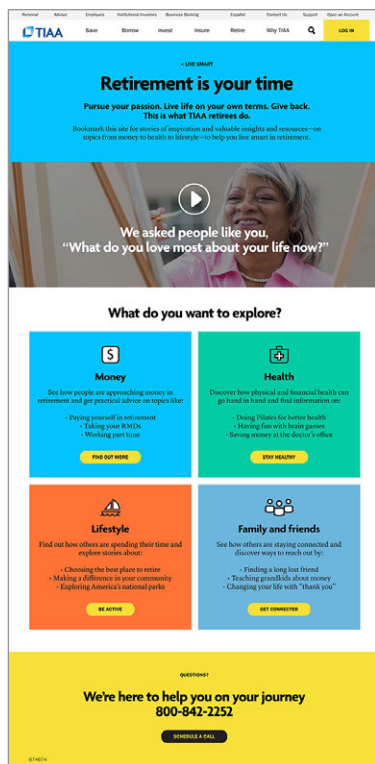 Personal Advisor Employers Institutional Investors Business Banking Español Contact Us Support Open an Account
TIAA Save Borrow Invest Insure Retire Why TIAA LOG IN
< LIVE SMART
Retirement is your time
Pursue your passion. Live life on your own terms. Give back.
This is what TIAA retirees do.
Bookmark this site for stories of inspiration and valuable insights and resources—on
topics from money to health to lifestyle—to help you live smart in retirement.
We asked people like you,
“What do you love most about your life now?”
What do you want to explore?
$
Money
See how people are approaching money in
retirement and get practical advice on topics like:
· Paying yourself in retirement
· Taking your RMDs
· Working part time
FIND OUT MORE
Health
Discover how physical and financial health can
go hand in hand and find information on:
· Doing Pilates for better health
· Having fun with brain games
· Saving money at the doctor's office
STAY HEALTHY
Lifestyle
Find out how others are spending their time and
explore stories about:
· Choosing the best place to retire
· Making a difference in your community
· Exploring America's national parks
BE ACTIVE
Family and friends
See how others are staying connected and
discover ways to reach out by:
· Finding a long lost friend
· Teaching grandkids about money
· Changing your life with “thank you”
GET CONNECTED
QUESTIONS?
We're here to help you on your journey
800-842-2252
SCHEDULE A CALL
674074